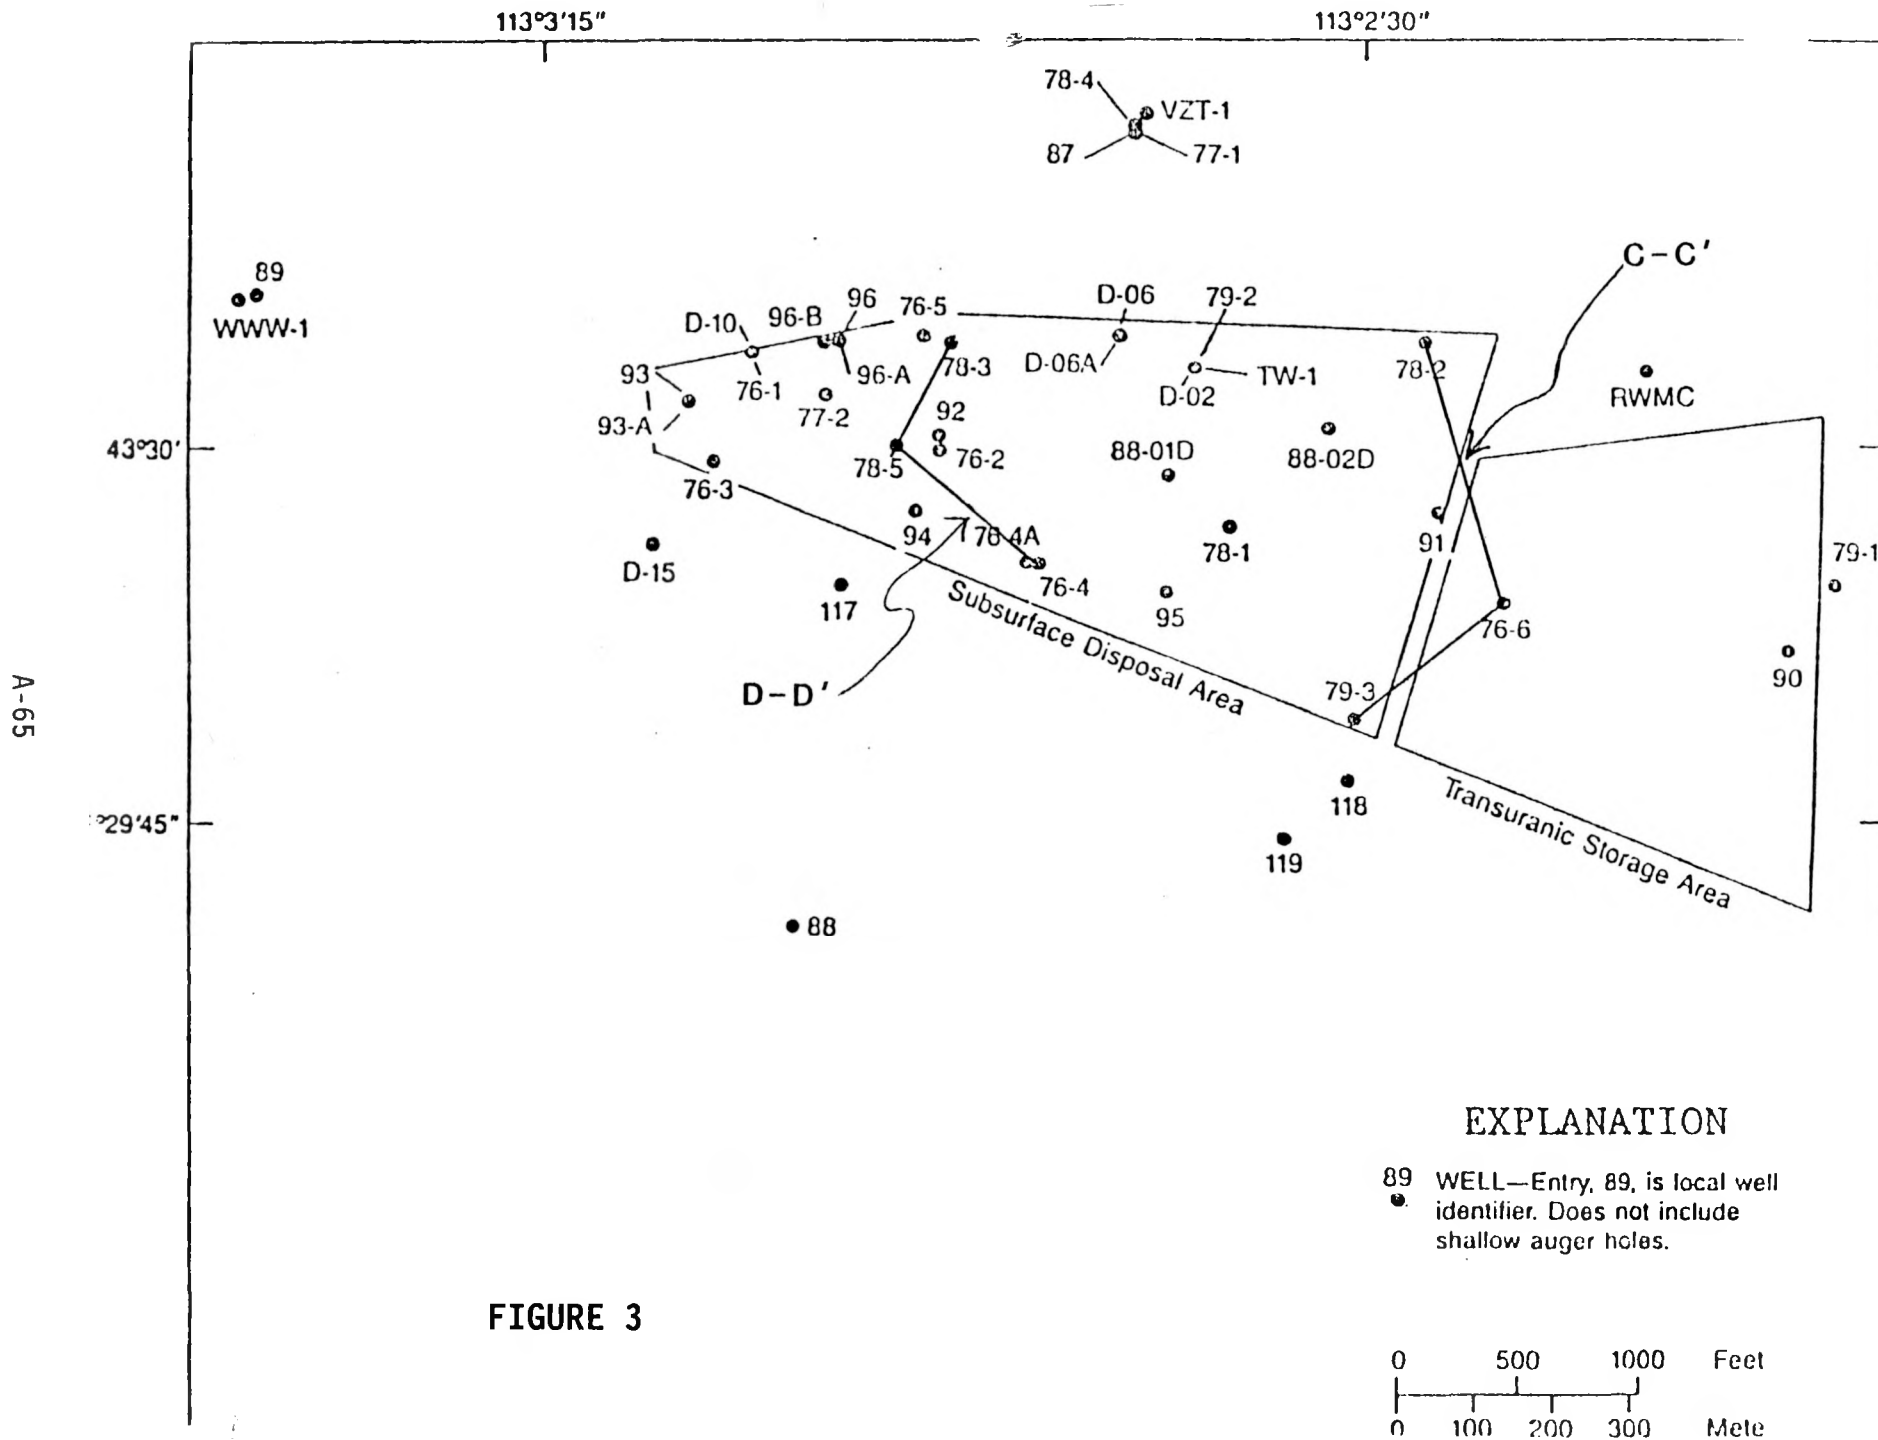 113°3'15"
113°2'30"
78-4
VZT-1
87
77-1
C-C'
89
WWW-1
D-10
96-B
96
76-5
D-06
79-2
93
76-1
96-A
78-3
D-06A
D-02
TW-1
78-2
RWMC
93-A
77-2
92
43°30'
76-3
78-5
76-2
88-01D
88-02D
94
76-4A
78-1
91
79-1
D-15
117
76-4
95
76-6
Subsurface Disposal Area
90
D-D'
79-3
A-65
118
°29'45"
119
Transuranic Storage Area
88
EXPLANATION
89 WELL—Entry, 89, is local well
identifier. Does not include
shallow auger holes.
FIGURE 3
0 500 1000 Feet
0 100 200 300 Mete